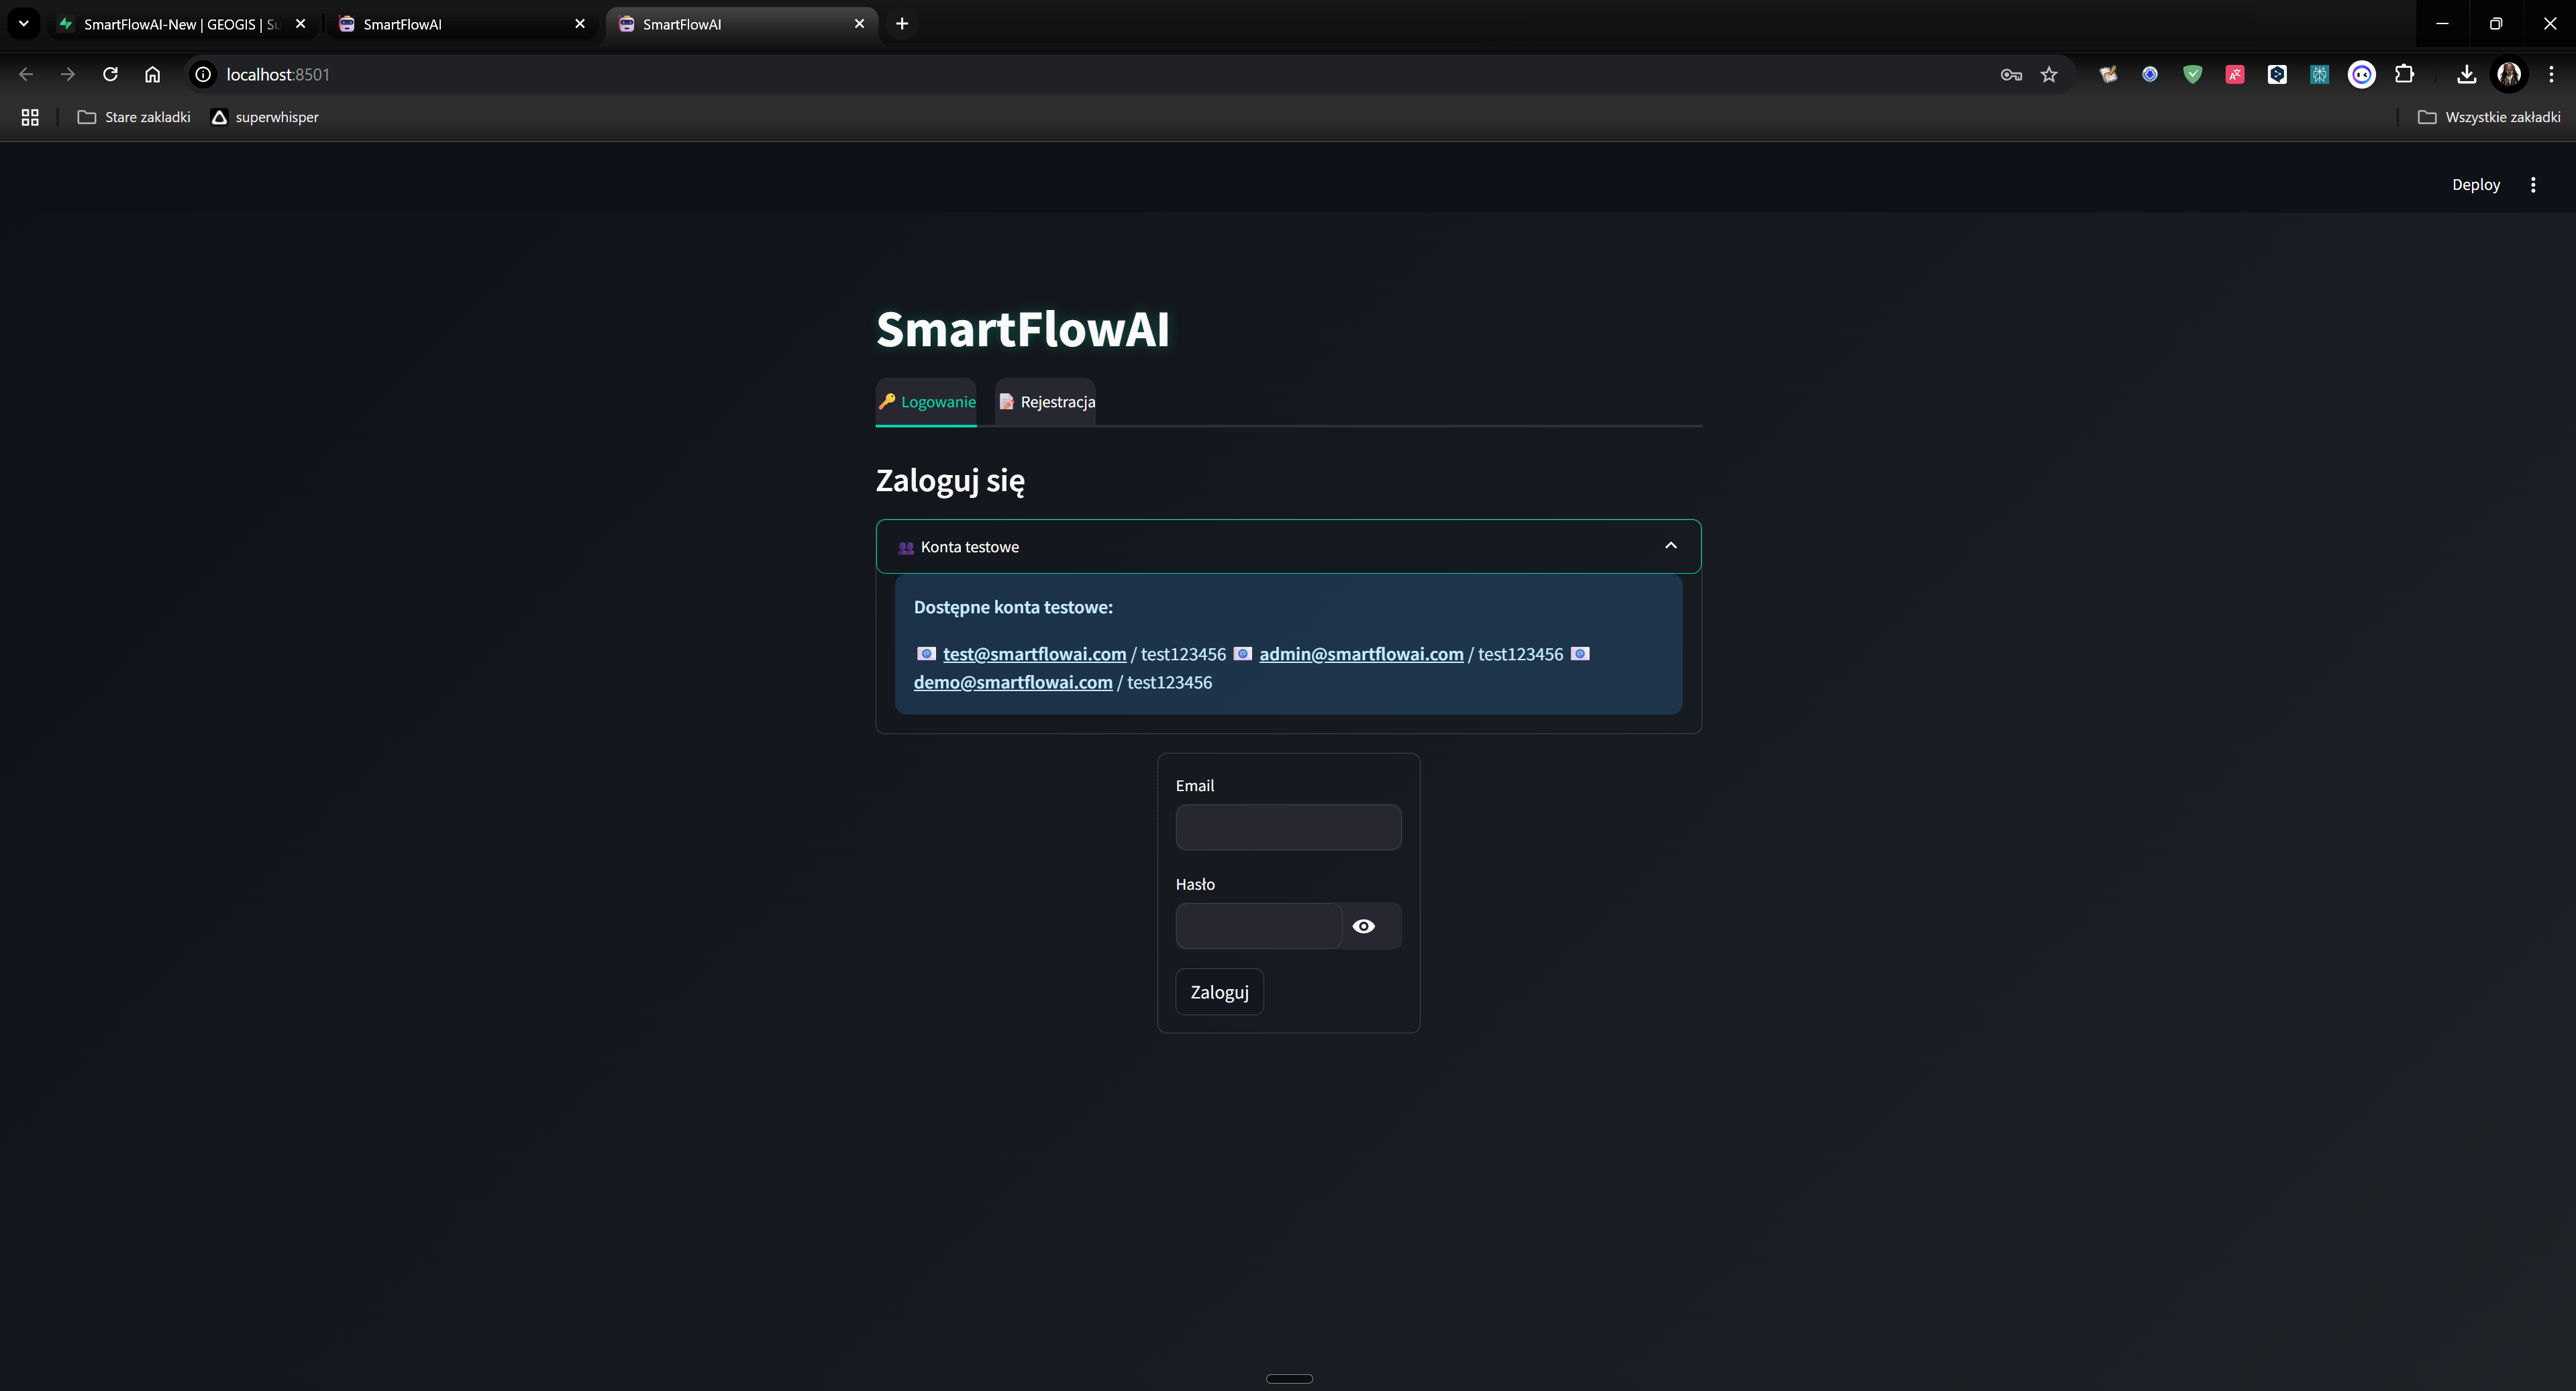 SmartFlowAI-New | GEOGIS | Su
SmartFlowAI
SmartFlowAI
localhost:8501
Stare zakladki
superwhisper
Wszystkie zakładki
Deploy
SmartFlowAI
Logowanie
Rejestracja
Zaloguj się
Konta testowe
Dostępne konta testowe:
test@smartflowai.com / test123456 admin@smartflowai.com / test123456
demo@smartflowai.com / test123456
Email
Hasło
Zaloguj